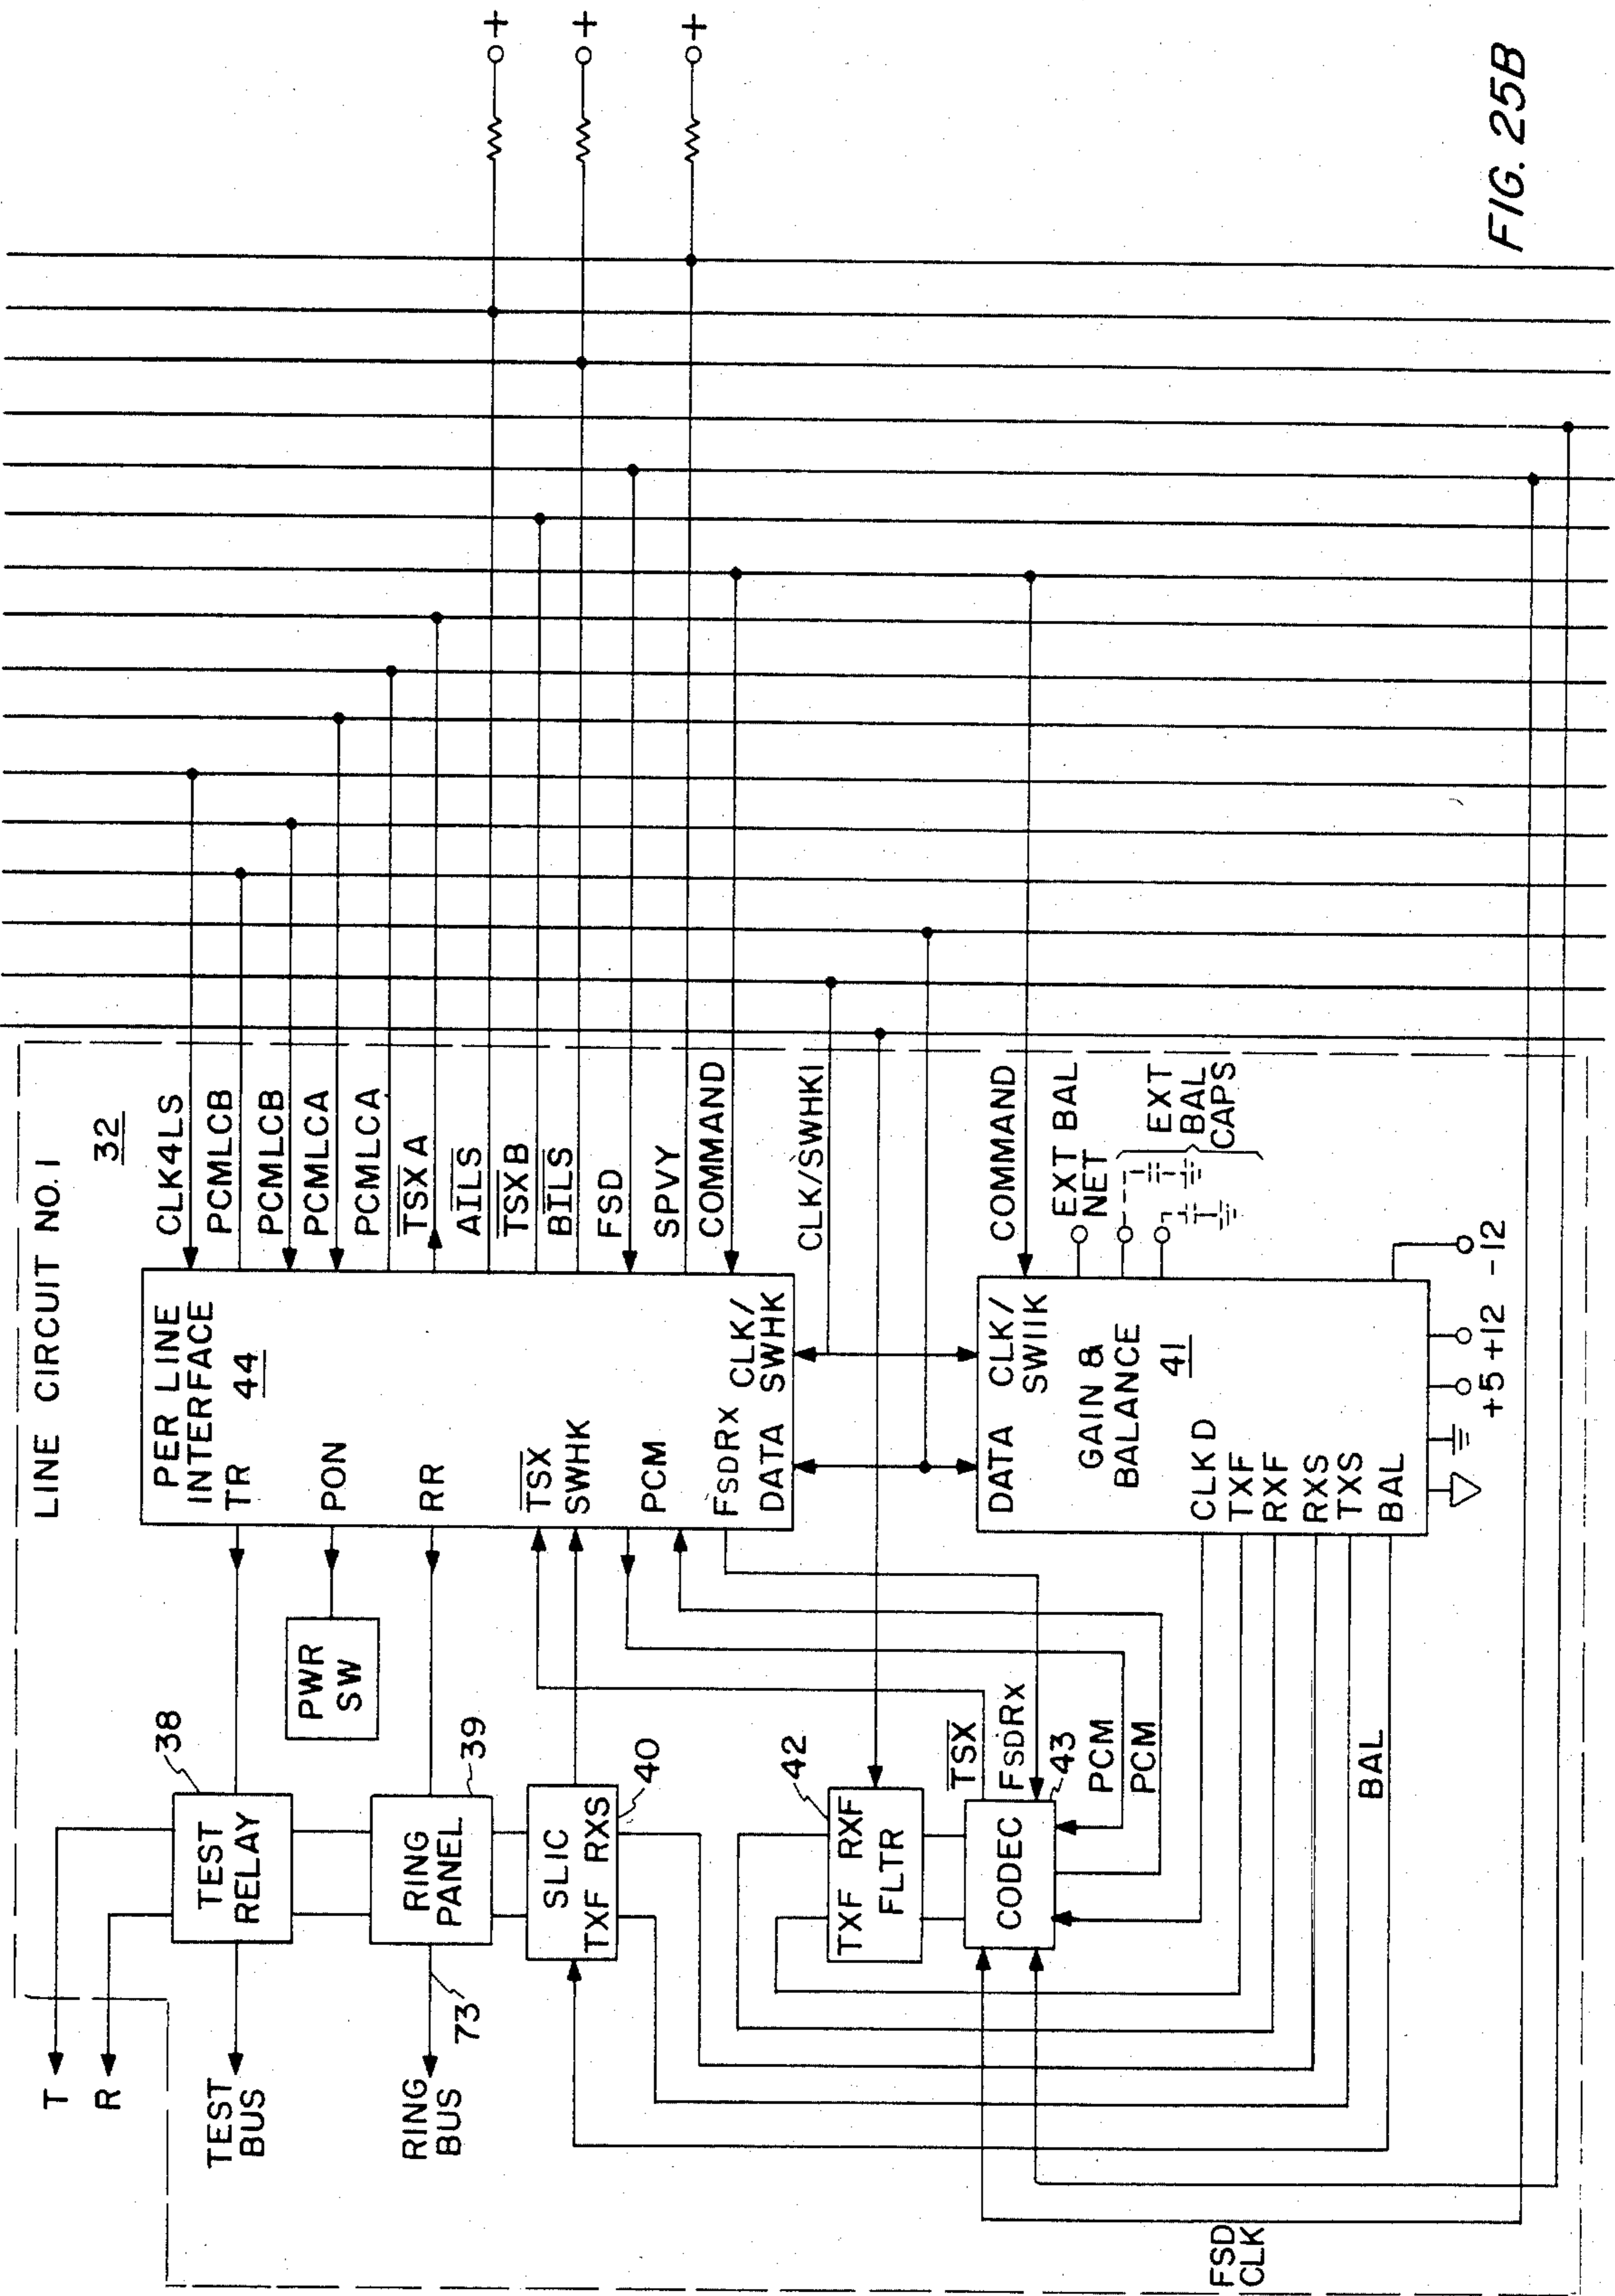 LINE CIRCUIT NO. 1
32
T
R
TEST
BUS
RING
BUS
73
38
TEST
RELAY
PWR
SW
39
RING
PANEL
SLIC
TXF RXS
40
PER LINE
INTERFACE
44
TR
PON
RR
TSX
SWHK
PCM
FSDRX
DATA
CLK/
SWHK
CLK4LS
PCMLCB
PCMLCB
PCMLCA
PCMLCA
TSXA
AILS
TSXB
BILS
FSD
SPVY
COMMAND
CLK/SWHKI
+
+
+
42
TXF RXF
FLTR
TSX
FSDRX
43
CODEC
PCM
PCM
BAL
DATA
CLK/
SWIIK
GAIN &
BALANCE
41
CLKD
TXF
RXF
RXS
TXS
BAL
COMMAND
EXT BAL
NET
EXT
BAL
CAPS
+5 +12 -12
FSD
CLK
FIG. 25B